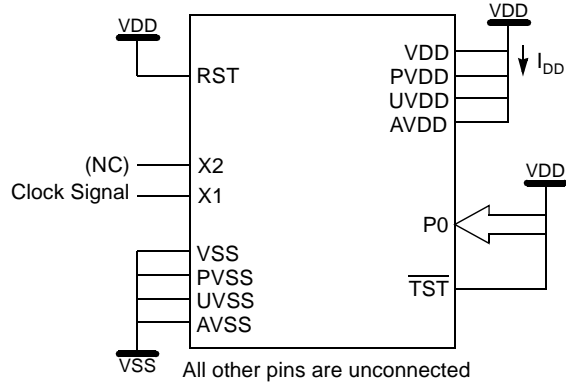 VDD
RST
(NC)
X2
Clock Signal
X1
VSS
PVSS
UVSS
AVSS
VSS
VDD
VDD
PVDD
UVDD
AVDD
I_DD
VDD
P0
TST
All other pins are unconnected